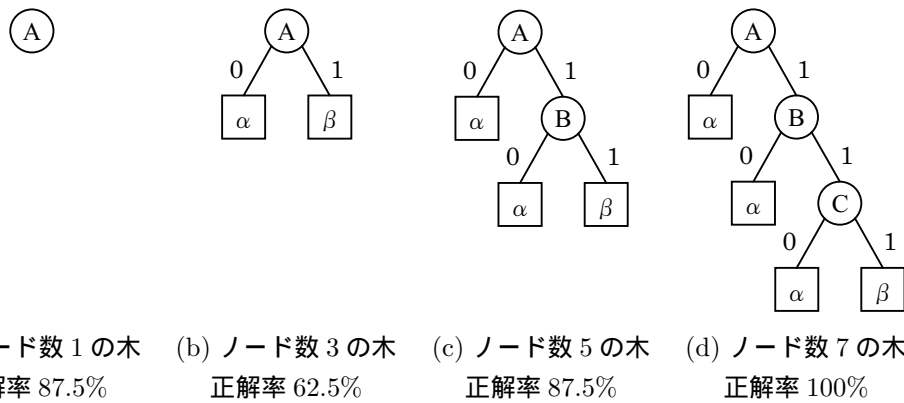 A
A
0 1
α β
A
0 1
α B
0 1
α β
A
0 1
α B
0 1
α C
0 1
α β
ード数 1 の木
率 87.5%
(b) ノード数 3 の木
正解率 62.5%
(c) ノード数 5 の木
正解率 87.5%
(d) ノード数 7 の木
正解率 100%